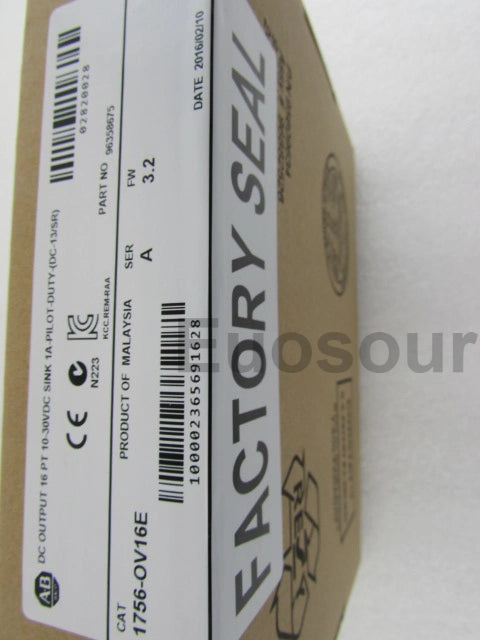 AB
DC OUTPUT 16 PT 10-30VDC SINK 1A-PILOT-DUTY-(DC-13/SR)
02820028
CE
N223
KCC-REM-RAA
PART NO 96358675
PRODUCT OF MALAYSIA
SER
A
FW
3.2
CAT
1756-OV16E
100002365691628
DATE 2016/02/10
FACTORY SEAL
Euosour